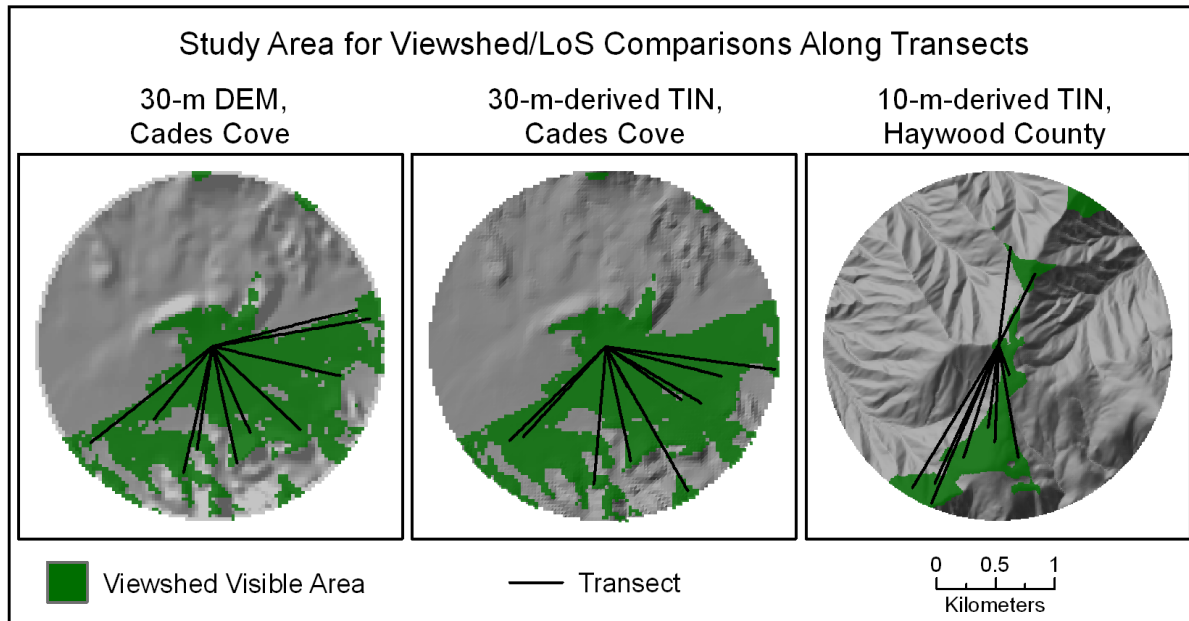 Study Area for Viewshed/LoS Comparisons Along Transects
30-m DEM,
Cades Cove
30-m-derived TIN,
Cades Cove
10-m-derived TIN,
Haywood County
Viewshed Visible Area
Transect
0 0.5 1
Kilometers